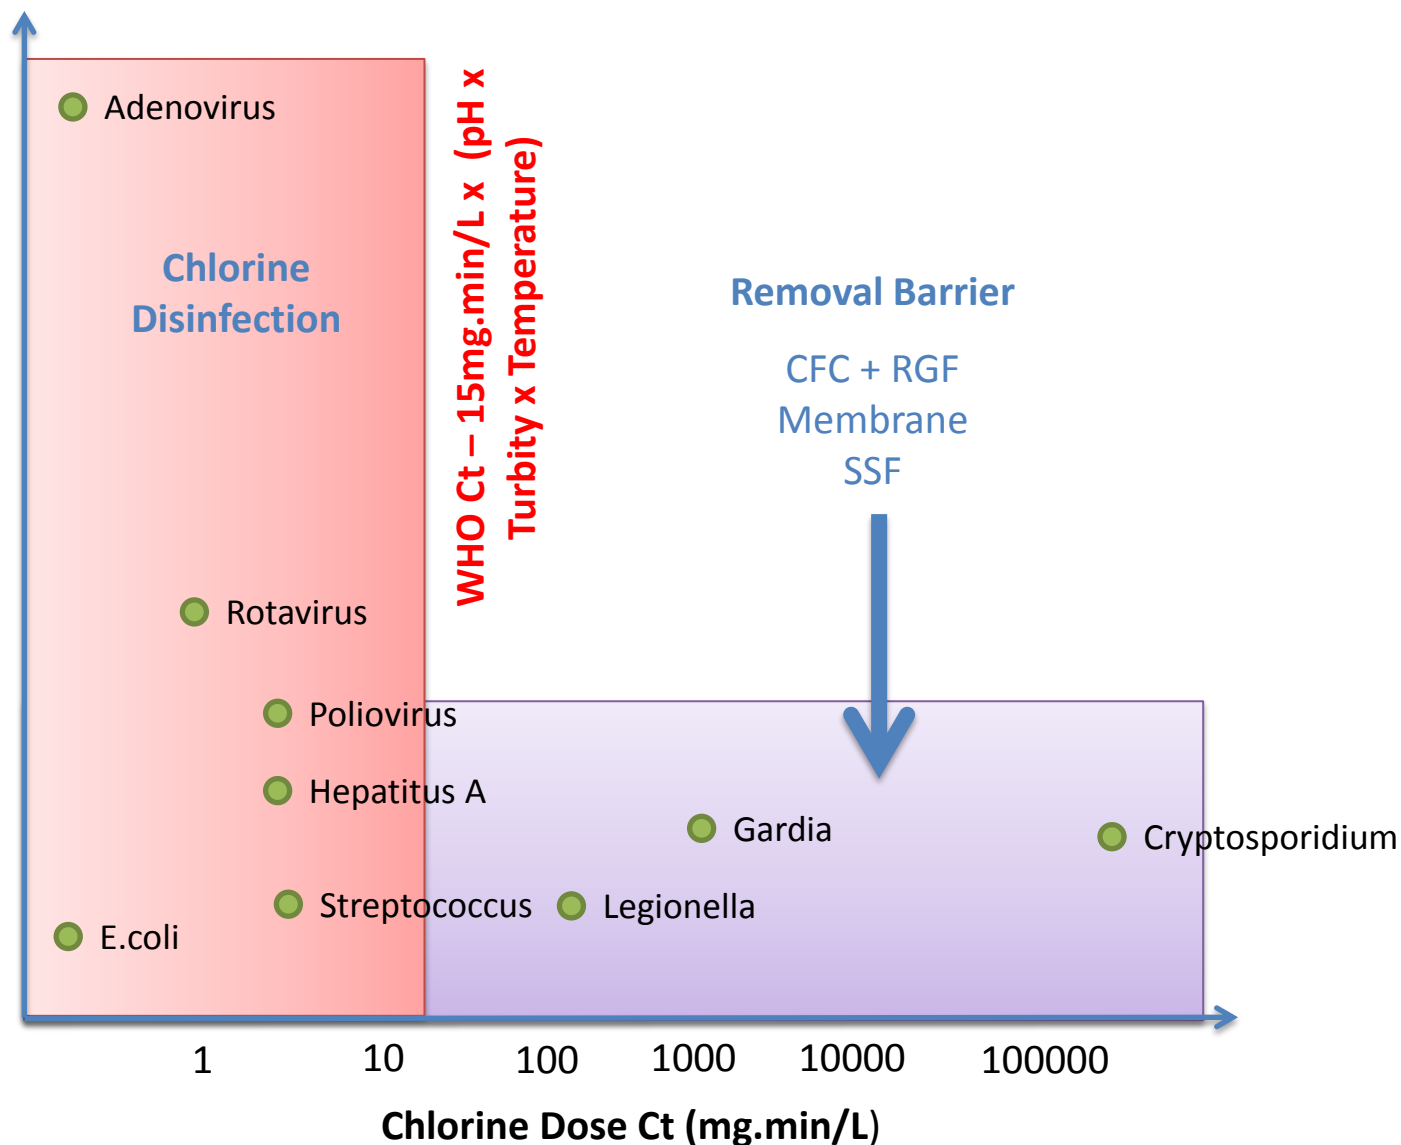 Adenovirus
Chlorine
Disinfection
WHO Ct – 15mg.min/L x (pH x
Turbity x Temperature)
Removal Barrier
CFC + RGF
Membrane
SSF
Rotavirus
Poliovirus
Hepatitus A
Gardia
Cryptosporidium
Streptococcus
Legionella
E.coli
1 10 100 1000 10000 100000
Chlorine Dose Ct (mg.min/L)